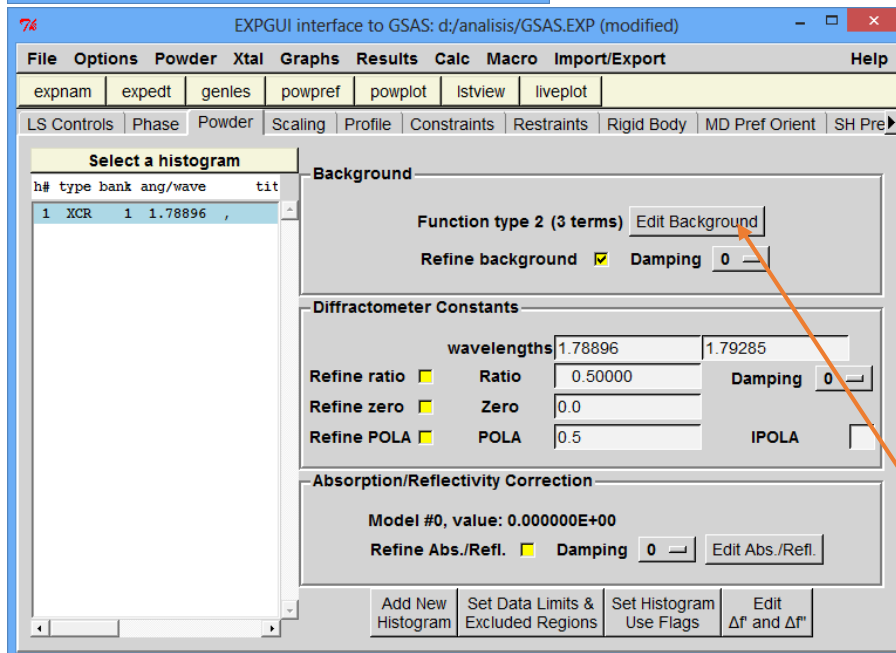 EXPGUI interface to GSAS: d:/analisis/GSAS.EXP (modified)
File Options Powder Xtal Graphs Results Calc Macro Import/Export Help
expnam expedt genles powpref powplot lstview liveplot
LS Controls Phase Powder Scaling Profile Constraints Restraints Rigid Body MD Pref Orient SH Pre
Select a histogram
h# type bank ang/wave tit
1 XCR 1 1.78896 ,
Background
Function type 2 (3 terms) Edit Background
Refine background Damping 0
Diffractometer Constants
wavelengths 1.78896 1.79285
Refine ratio Ratio 0.50000 Damping 0
Refine zero Zero 0.0
Refine POLA POLA 0.5 IPOLA
Absorption/Reflectivity Correction
Model #0, value: 0.000000E+00
Refine Abs./Refl. Damping 0 Edit Abs./Refl.
Add New Histogram
Set Data Limits & Excluded Regions
Set Histogram Use Flags
Edit Δf' and Δf"